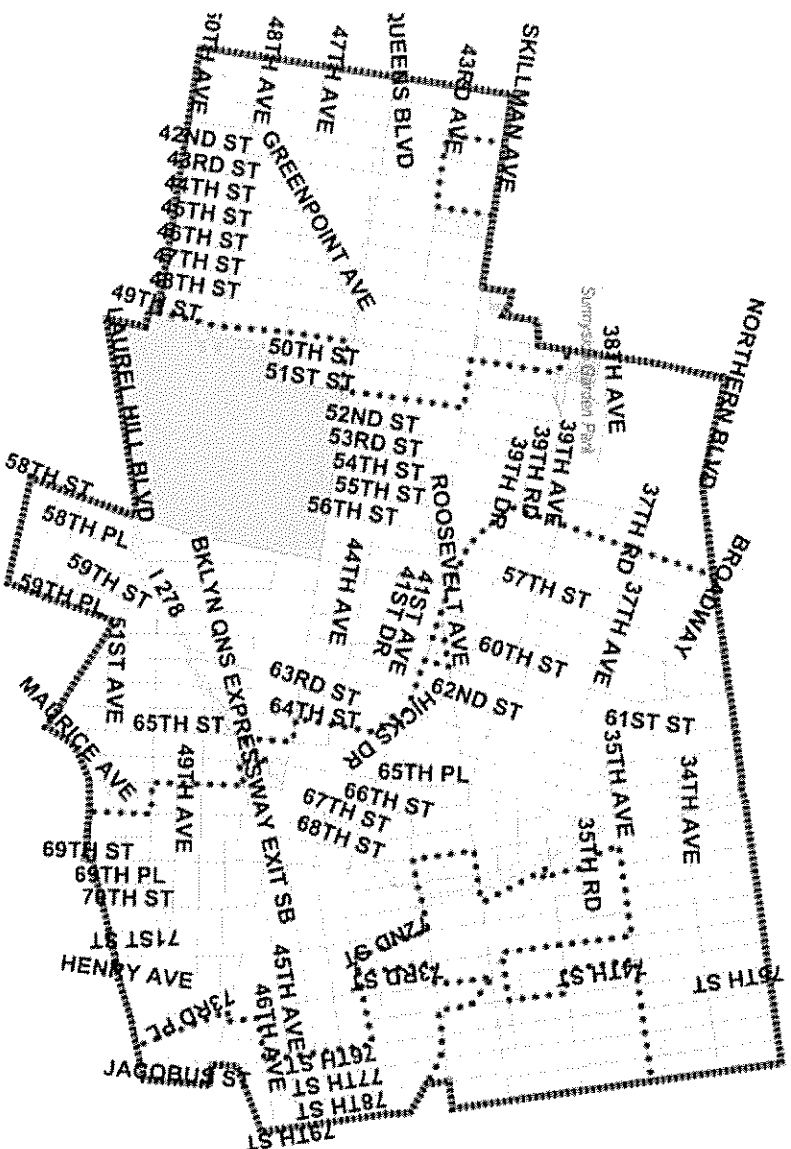 50TH AVE
48TH AVE
47TH AVE
QUEENS BLVD
43RD AVE
SKILLMAN AVE
42ND ST
43RD ST
44TH ST
45TH ST
46TH ST
47TH ST
48TH ST
49TH ST
GREENPOINT AVE
LAUREL HILL BLVD
50TH ST
51ST ST
52ND ST
53RD ST
54TH ST
55TH ST
56TH ST
Sunnyside Garden Park
38TH AVE
NORTHERN BLVD
39TH AVE
39TH RD
39TH DR
ROOSEVELT AVE
37TH RD
37TH AVE
BROADWAY
58TH ST
58TH PL
59TH ST
59TH PL
I 278
BKLYN QNS EXPRESSWAY EXIT SB
44TH AVE
41ST AVE
41ST DR
57TH ST
60TH ST
62ND ST
61ST ST
51ST AVE
MAURICE AVE
65TH ST
49TH AVE
63RD ST
64TH ST
HICKS DR
65TH PL
66TH ST
67TH ST
68TH ST
35TH AVE
34TH AVE
35TH RD
69TH ST
69TH PL
70TH ST
71ST ST
HENRY AVE
73RD PL
72ND ST
73RD ST
74TH ST
76TH ST
45TH AVE
46TH AVE
JACOBUS ST
76TH ST
77TH ST
78TH ST
79TH ST